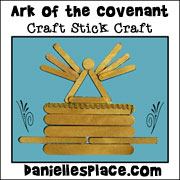 Ark of the Covenant
Craft Stick Craft
DaniellesPlace.com